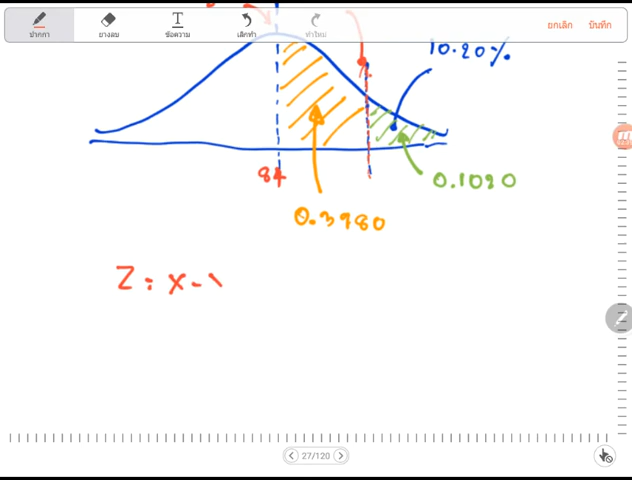 ปากกา ยางลบ ข้อความ เลิกทำ ทำใหม่ ยกเลิก บันทึก
10.20%
84
0.1020
0.3980
Z = X -
27/120